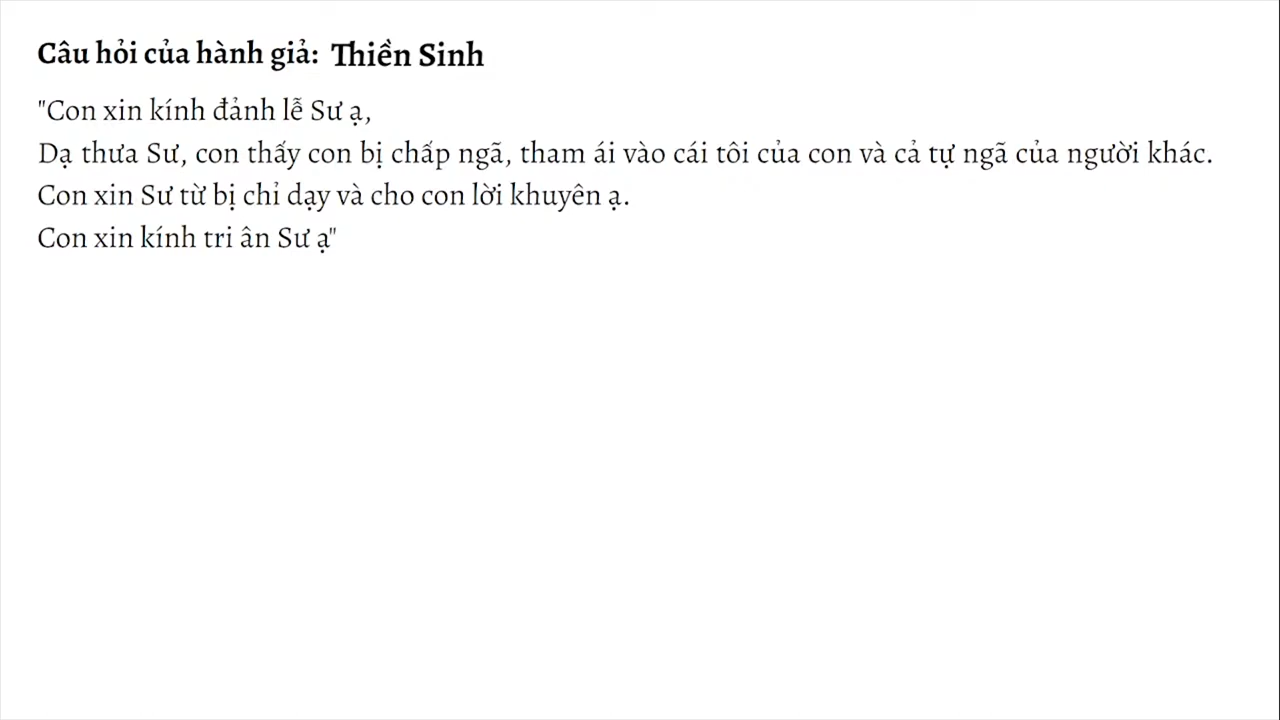 Câu hỏi của hành giả: Thiền Sinh
"Con xin kính đảnh lễ Sư ạ,
Dạ thưa Sư, con thấy con bị chấp ngã, tham ái vào cái tôi của con và cả tự ngã của người khác.
Con xin Sư từ bi chỉ dạy và cho con lời khuyên ạ.
Con xin kính tri ân Sư ạ"